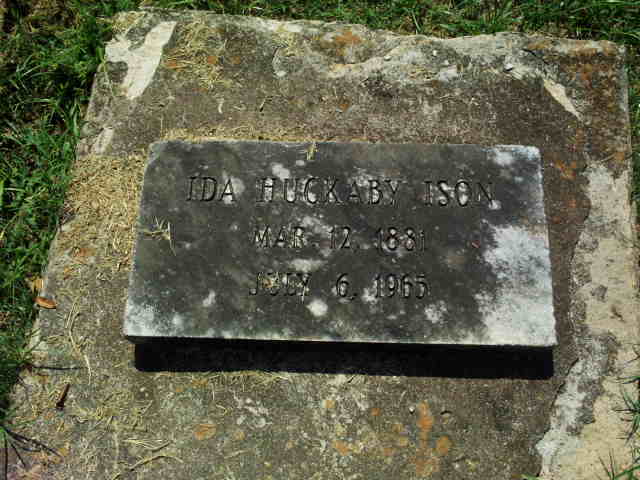 IDA HUCKABY ISON
MAR. 12, 1881
JULY 6, 1965